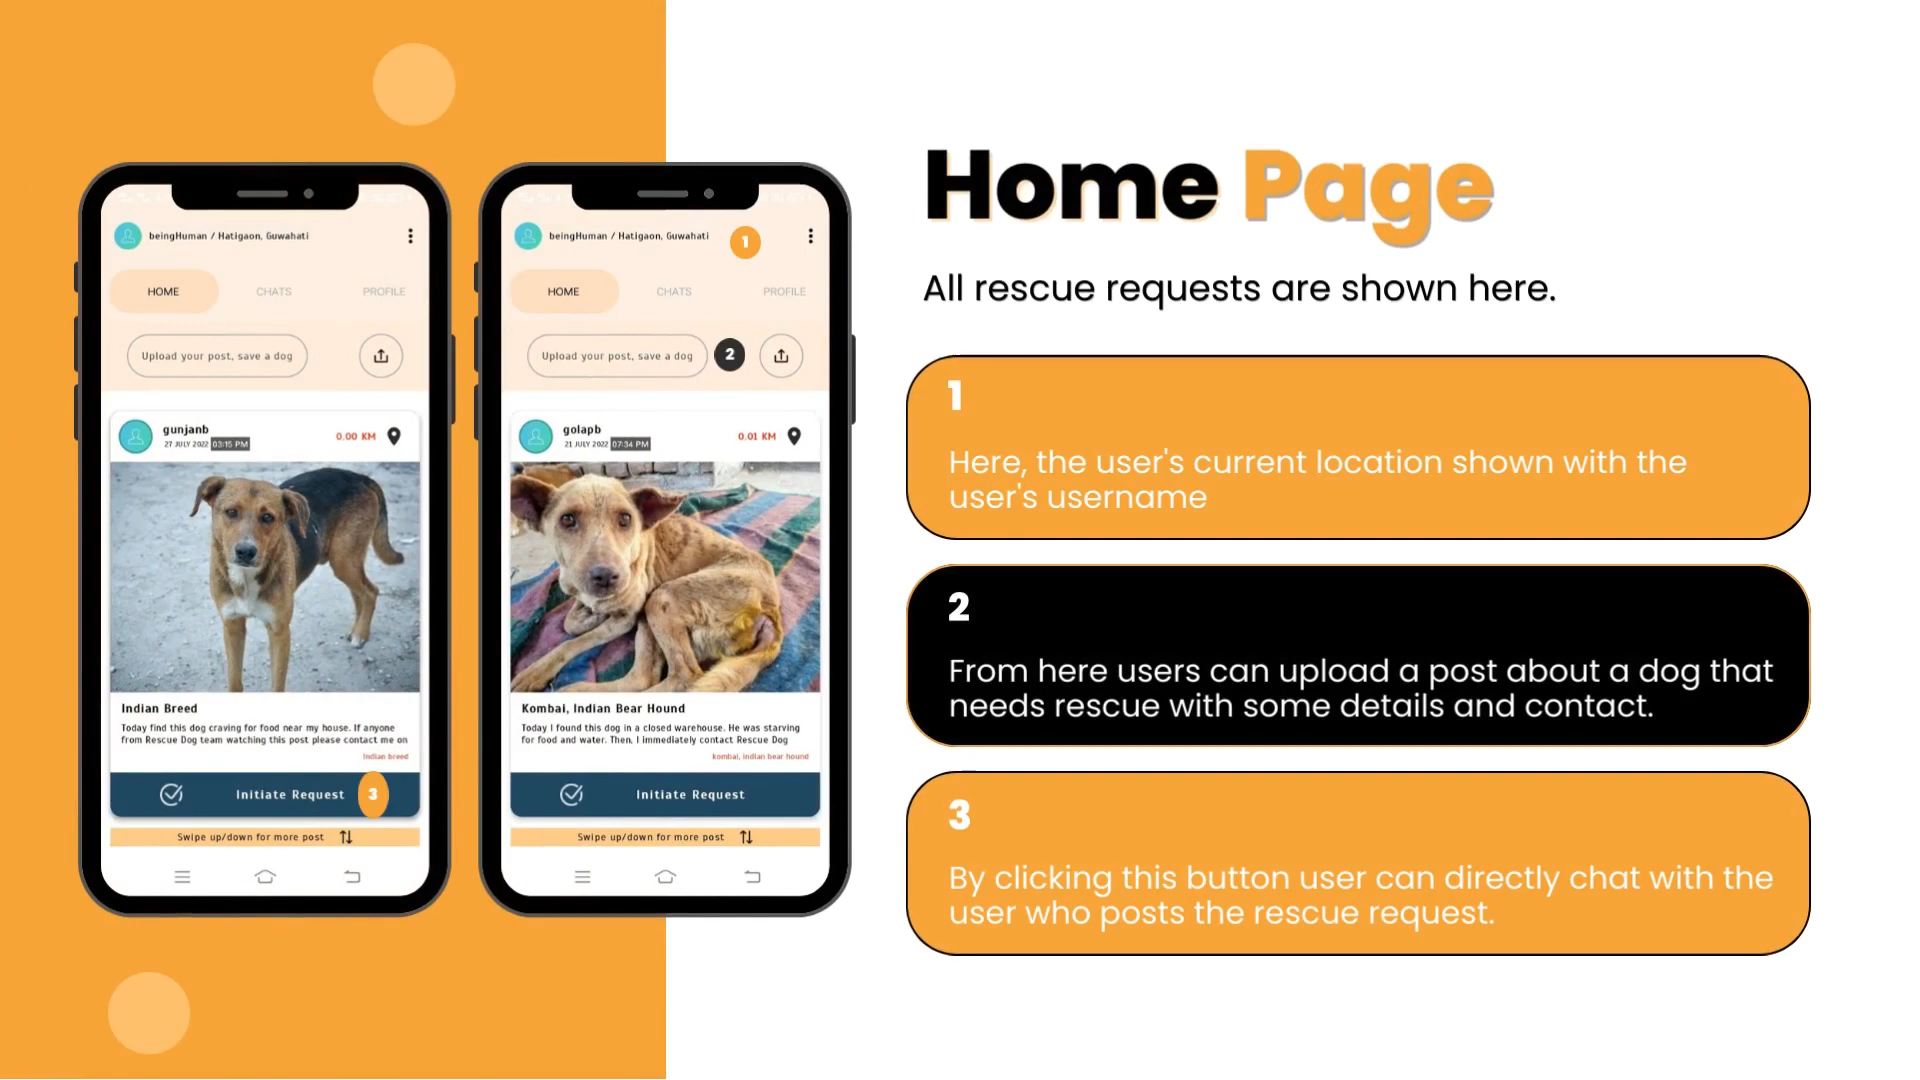 beingHuman / Hatigaon, Guwahati
HOME CHATS PROFILE
Upload your post, save a dog
gunjanb
27 JULY 2022 03:15 PM
0.00 KM
Indian Breed
Today find this dog craving for food near my house. If anyone
from Rescue Dog team watching this post please contact me on
Indian breed
Initiate Request 3
Swipe up/down for more post
beingHuman / Hatigaon, Guwahati 1
HOME CHATS PROFILE
Upload your post, save a dog 2
golapb
21 JULY 2022 07:34 PM
0.01 KM
Kombai, Indian Bear Hound
Today I found this dog in a closed warehouse. He was starving
for food and water. Then, I immediately contact Rescue Dog
kombai, indian bear hound
Initiate Request
Swipe up/down for more post
Home Page
All rescue requests are shown here.
1
Here, the user's current location shown with the
user's username
2
From here users can upload a post about a dog that
needs rescue with some details and contact.
3
By clicking this button user can directly chat with the
user who posts the rescue request.